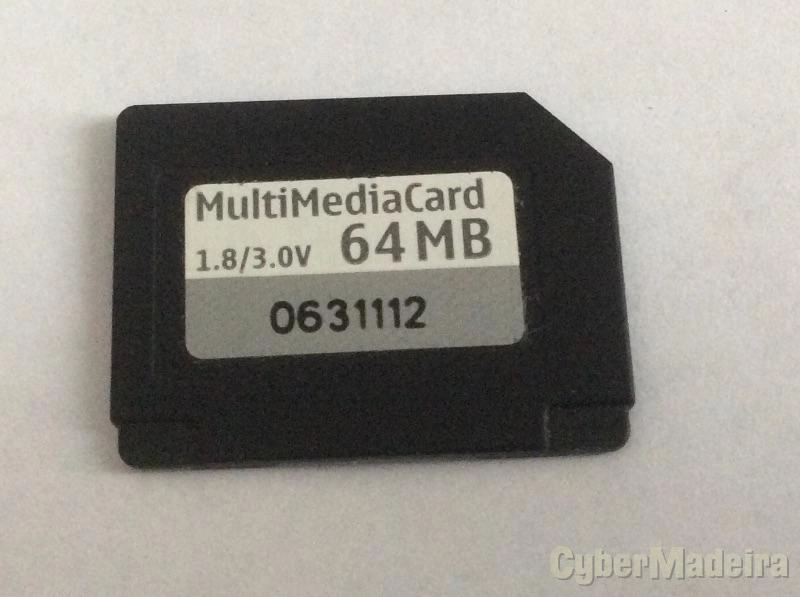 MultiMediaCard
1.8/3.0V 64MB
0631112
CyberMadeira